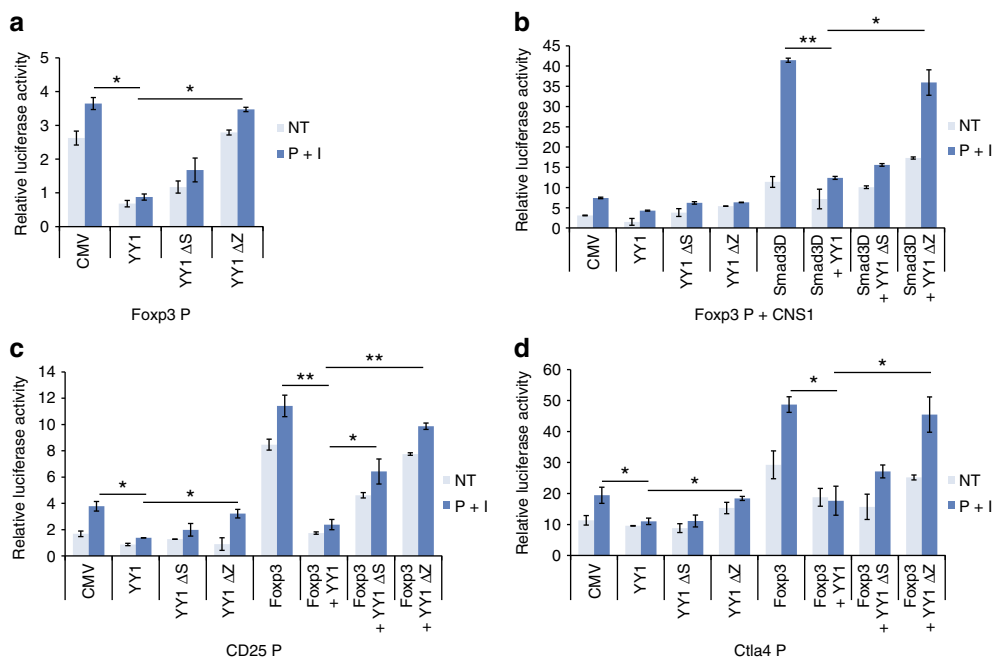 a
Relative luciferase activity
5
4
3
2
1
0
*
*
NT
P + I
CMV
YY1
YY1 ΔS
YY1 ΔZ
Foxp3 P
b
Relative luciferase activity
45
40
35
30
25
20
15
10
5
0
**
*
NT
P + I
CMV
YY1
YY1 ΔS
YY1 ΔZ
Smad3D
Smad3D
+ YY1
Smad3D
+ YY1 ΔS
Smad3D
+ YY1 ΔZ
Foxp3 P + CNS1
c
Relative luciferase activity
14
12
10
8
6
4
2
0
*
*
**
**
*
NT
P + I
CMV
YY1
YY1 ΔS
YY1 ΔZ
Foxp3
Foxp3
+ YY1
Foxp3
+ YY1 ΔS
Foxp3
+ YY1 ΔZ
CD25 P
d
Relative luciferase activity
60
50
40
30
20
10
0
*
*
*
*
NT
P + I
CMV
YY1
YY1 ΔS
YY1 ΔZ
Foxp3
Foxp3
+ YY1
Foxp3
+ YY1 ΔS
Foxp3
+ YY1 ΔZ
Ctla4 P